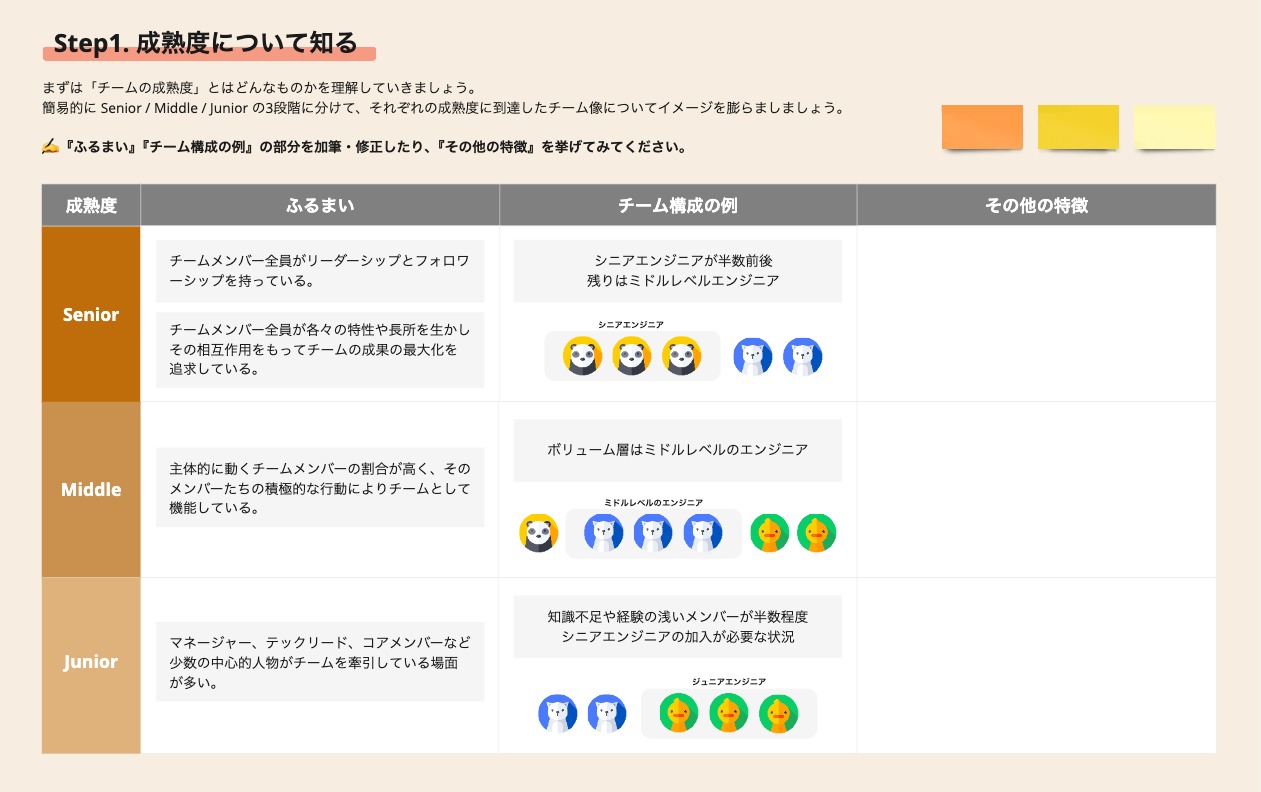 Step1. 成熟度について知る
まずは「チームの成熟度」とはどんなものかを理解していきましょう。
簡易的に Senior / Middle / Junior の3段階に分けて、それぞれの成熟度に到達したチーム像についてイメージを膨らましましょう。
✍️『ふるまい』『チーム構成の例』の部分を加筆・修正したり、『その他の特徴』を挙げてみてください。
成熟度
ふるまい
チーム構成の例
その他の特徴
Senior
チームメンバー全員がリーダーシップとフォロワ
ーシップを持っている。
チームメンバー全員が各々の特性や長所を生かし
その相互作用をもってチームの成果の最大化を
追求している。
シニアエンジニアが半数前後
残りはミドルレベルエンジニア
シニアエンジニア
Middle
主体的に動くチームメンバーの割合が高く、その
メンバーたちの積極的な行動によりチームとして
機能している。
ボリューム層はミドルレベルのエンジニア
ミドルレベルのエンジニア
Junior
マネージャー、テックリード、コアメンバーなど
少数の中心的人物がチームを牽引している場面
が多い。
知識不足や経験の浅いメンバーが半数程度
シニアエンジニアの加入が必要な状況
ジュニアエンジニア